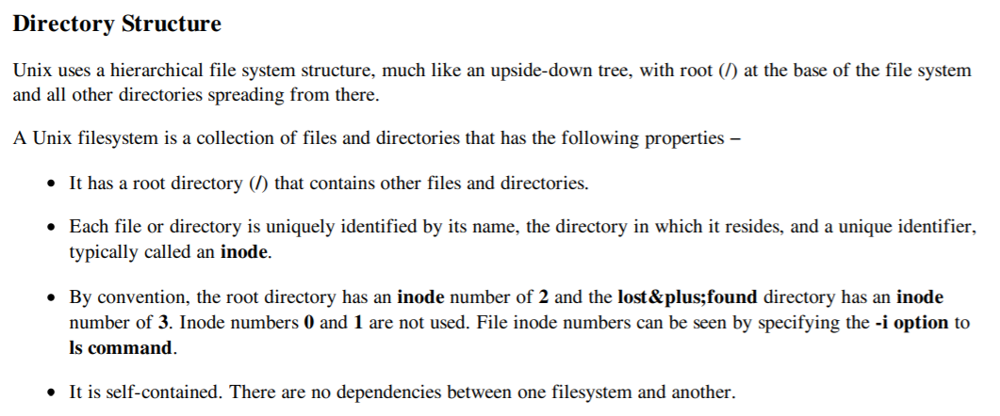 Directory Structure
Unix uses a hierarchical file system structure, much like an upside-down tree, with root (/) at the base of the file system
and all other directories spreading from there.
A Unix filesystem is a collection of files and directories that has the following properties –
• It has a root directory (/) that contains other files and directories.
• Each file or directory is uniquely identified by its name, the directory in which it resides, and a unique identifier,
typically called an inode.
• By convention, the root directory has an inode number of 2 and the lost&plus;found directory has an inode
number of 3. Inode numbers 0 and 1 are not used. File inode numbers can be seen by specifying the -i option to
ls command.
• It is self-contained. There are no dependencies between one filesystem and another.